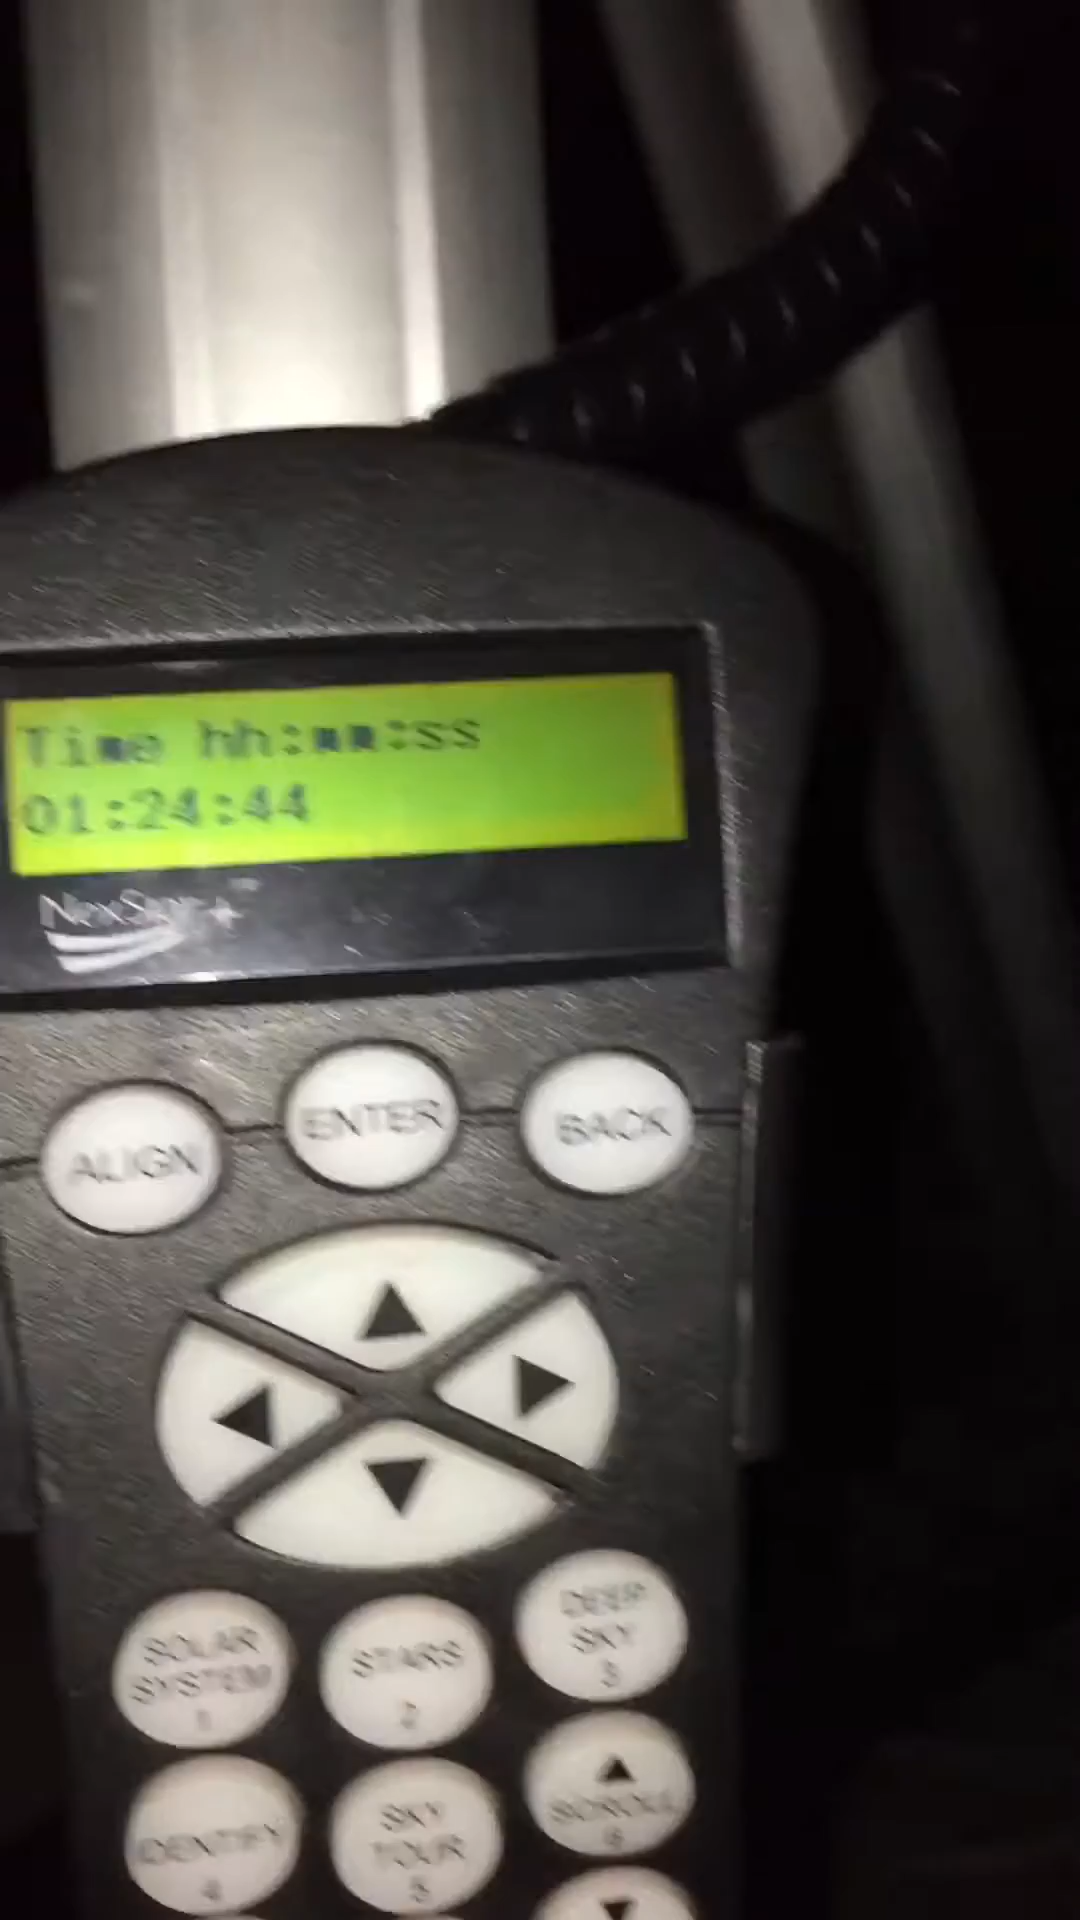 Time hh:mm:ss
01:24:44
NexStar+
ALIGN
ENTER
BACK
SOLAR
SYSTEM
1
STARS
2
DEEP
SKY
3
IDENTIFY
4
SKY
TOUR
5
SCROLL
6